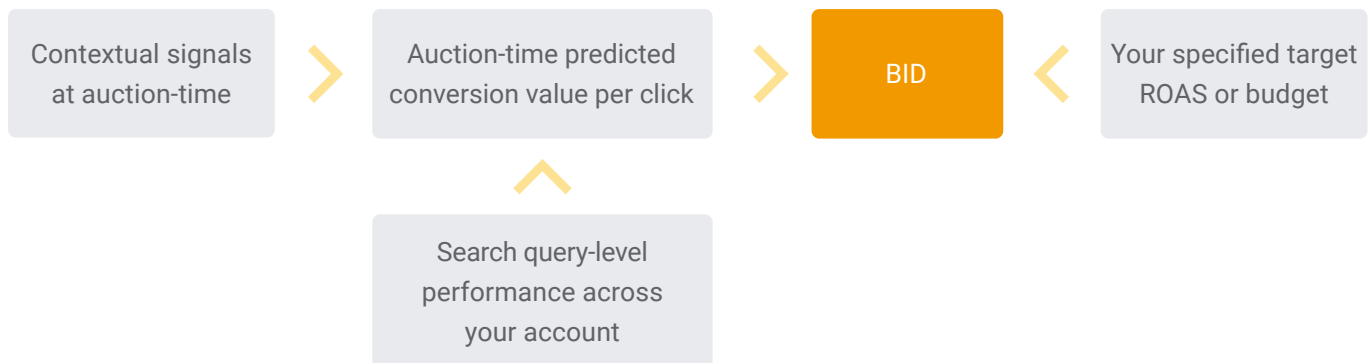 Contextual signals
at auction-time
Auction-time predicted
conversion value per click
BID
Your specified target
ROAS or budget
Search query-level
performance across
your account